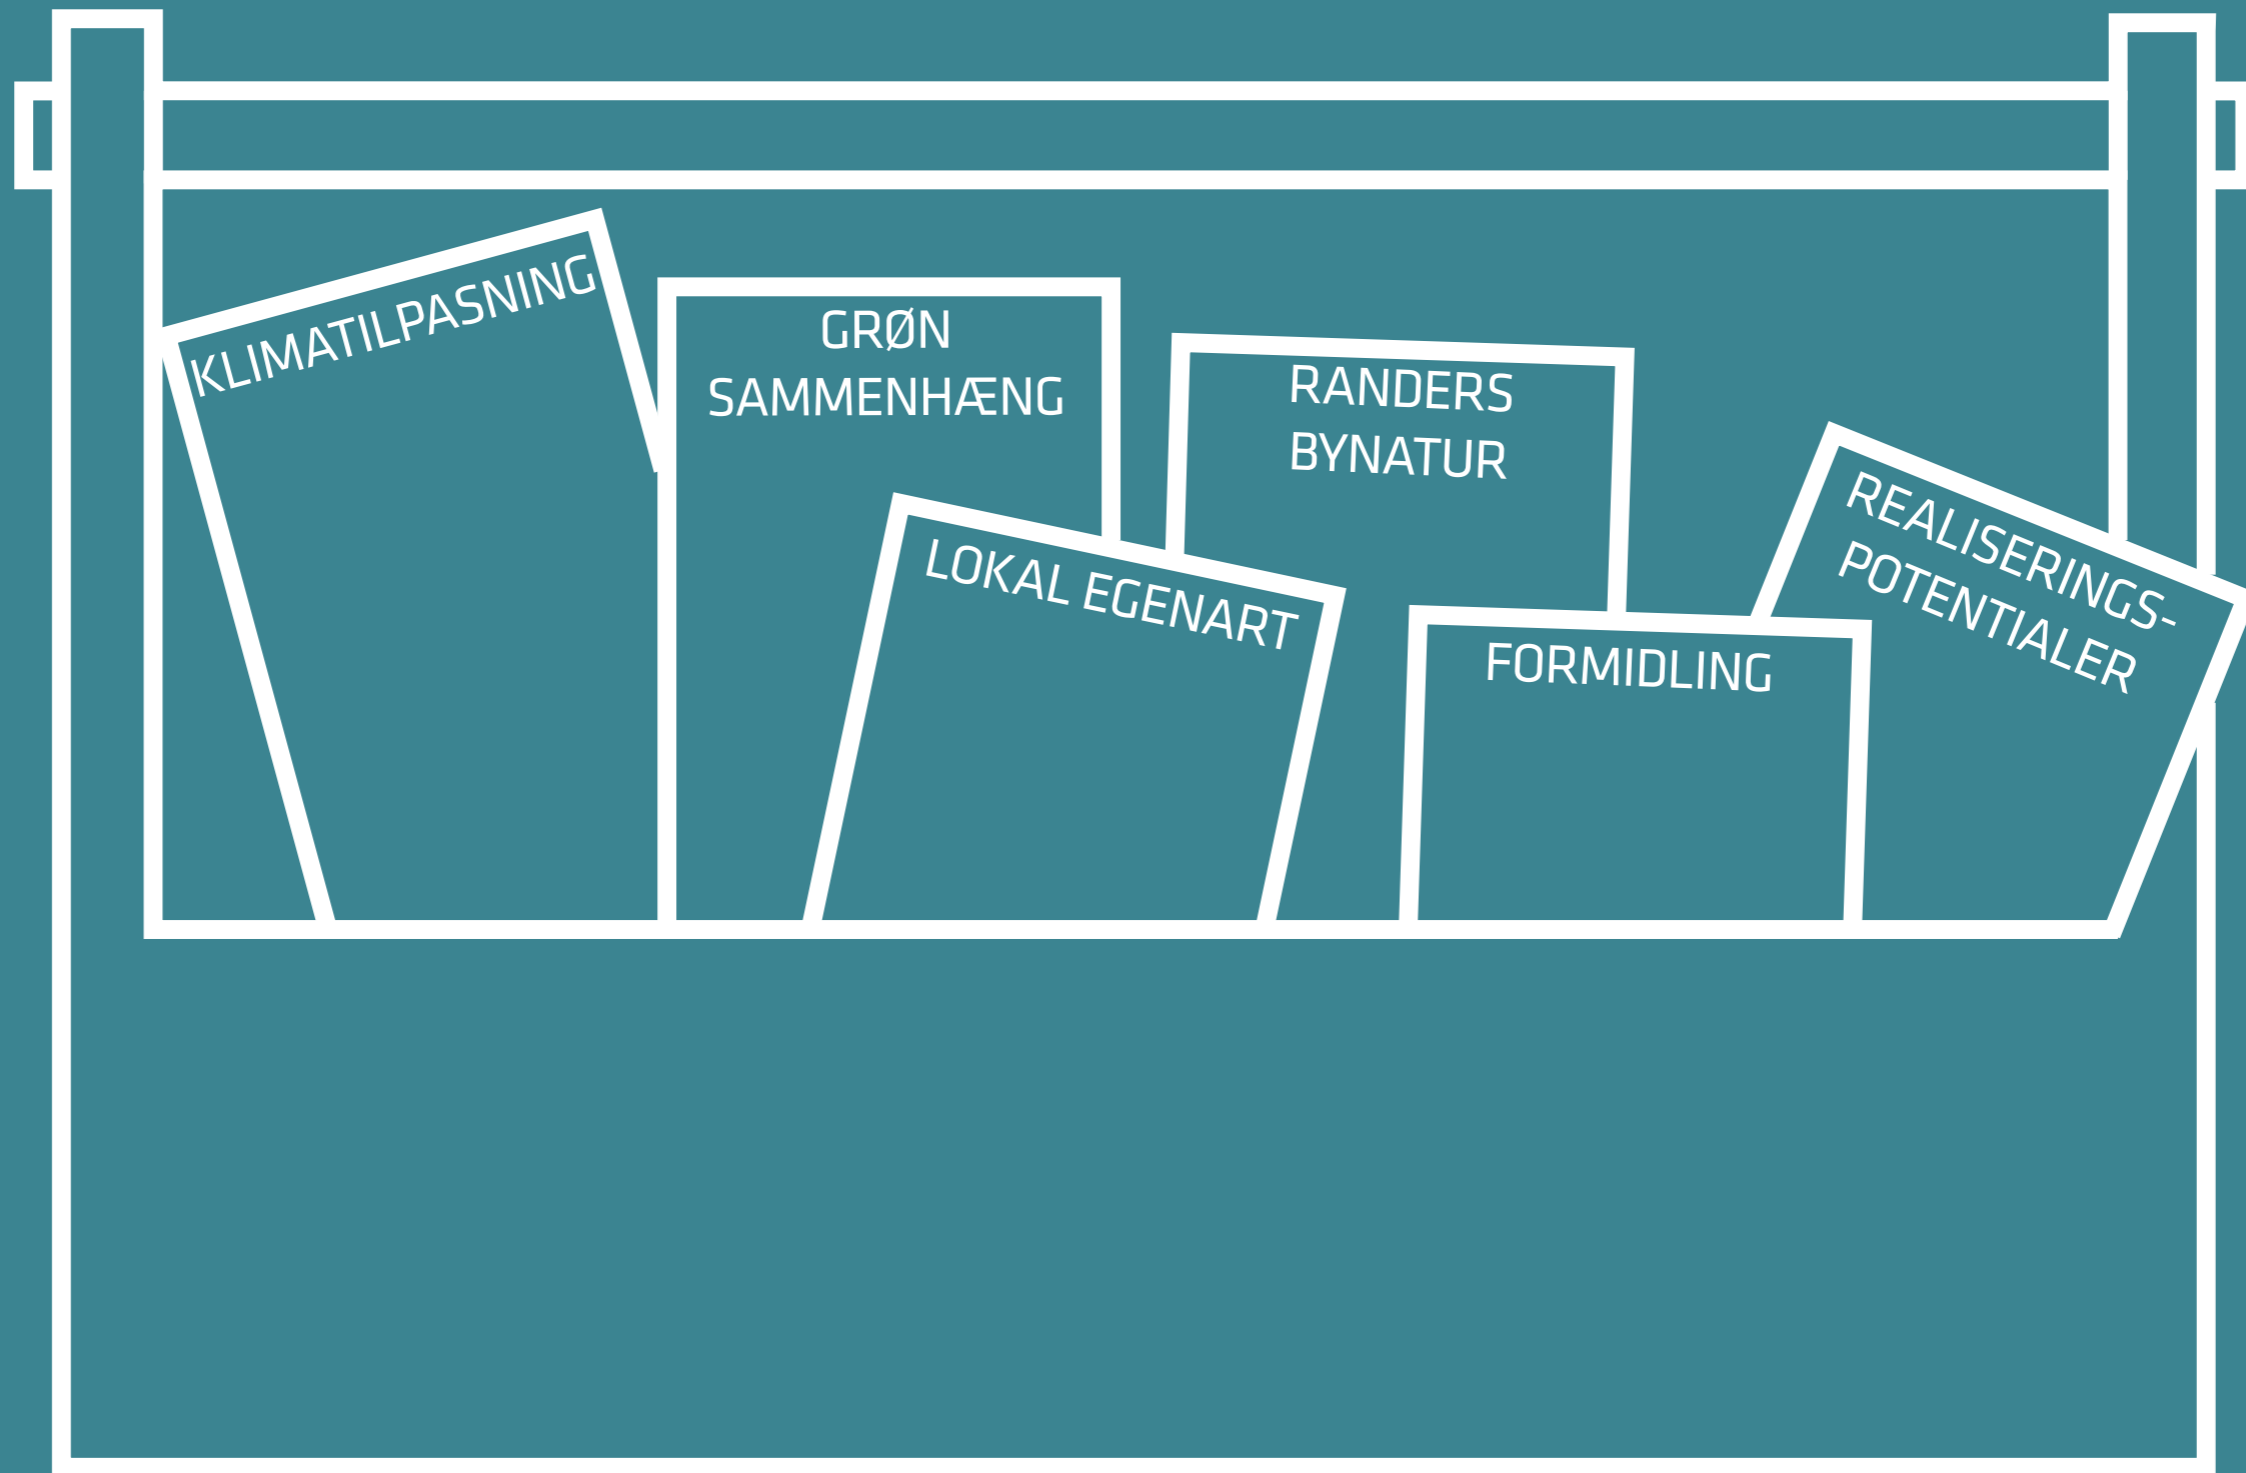 KLIMATILPASNING
GRØN
SAMMENHÆNG
RANDERS
BYNATUR
LOKAL EGENART
FORMIDLING
REALISERINGS-
POTENTIALER